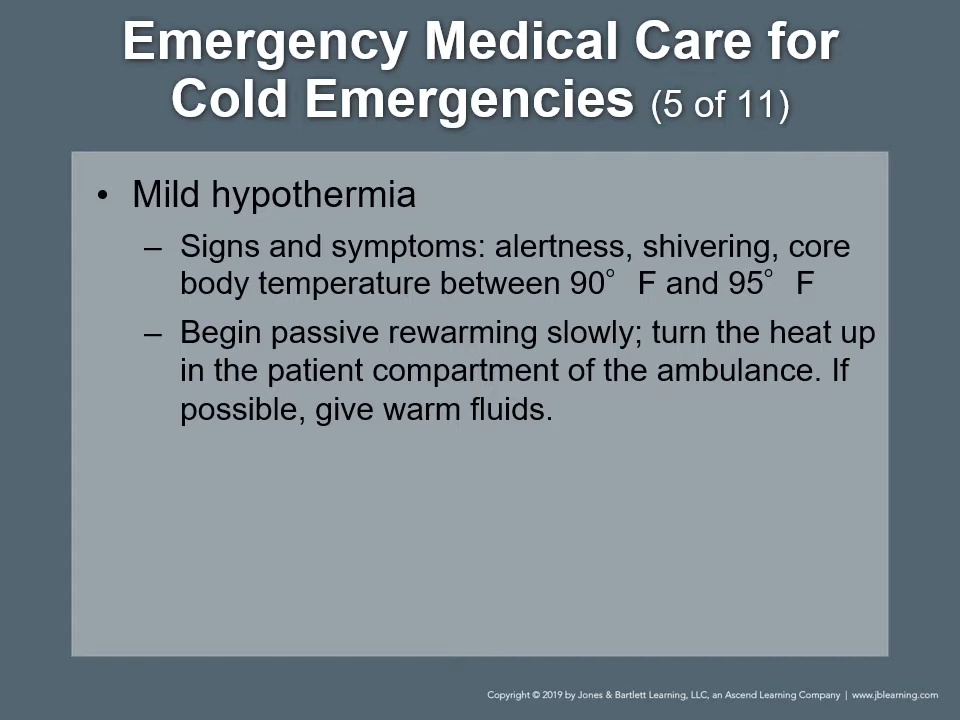 Emergency Medical Care for
Cold Emergencies (5 of 11)
• Mild hypothermia
– Signs and symptoms: alertness, shivering, core
body temperature between 90° F and 95° F
– Begin passive rewarming slowly; turn the heat up
in the patient compartment of the ambulance. If
possible, give warm fluids.
Copyright © 2019 by Jones & Bartlett Learning, LLC, an Ascend Learning Company | www.jblearning.com